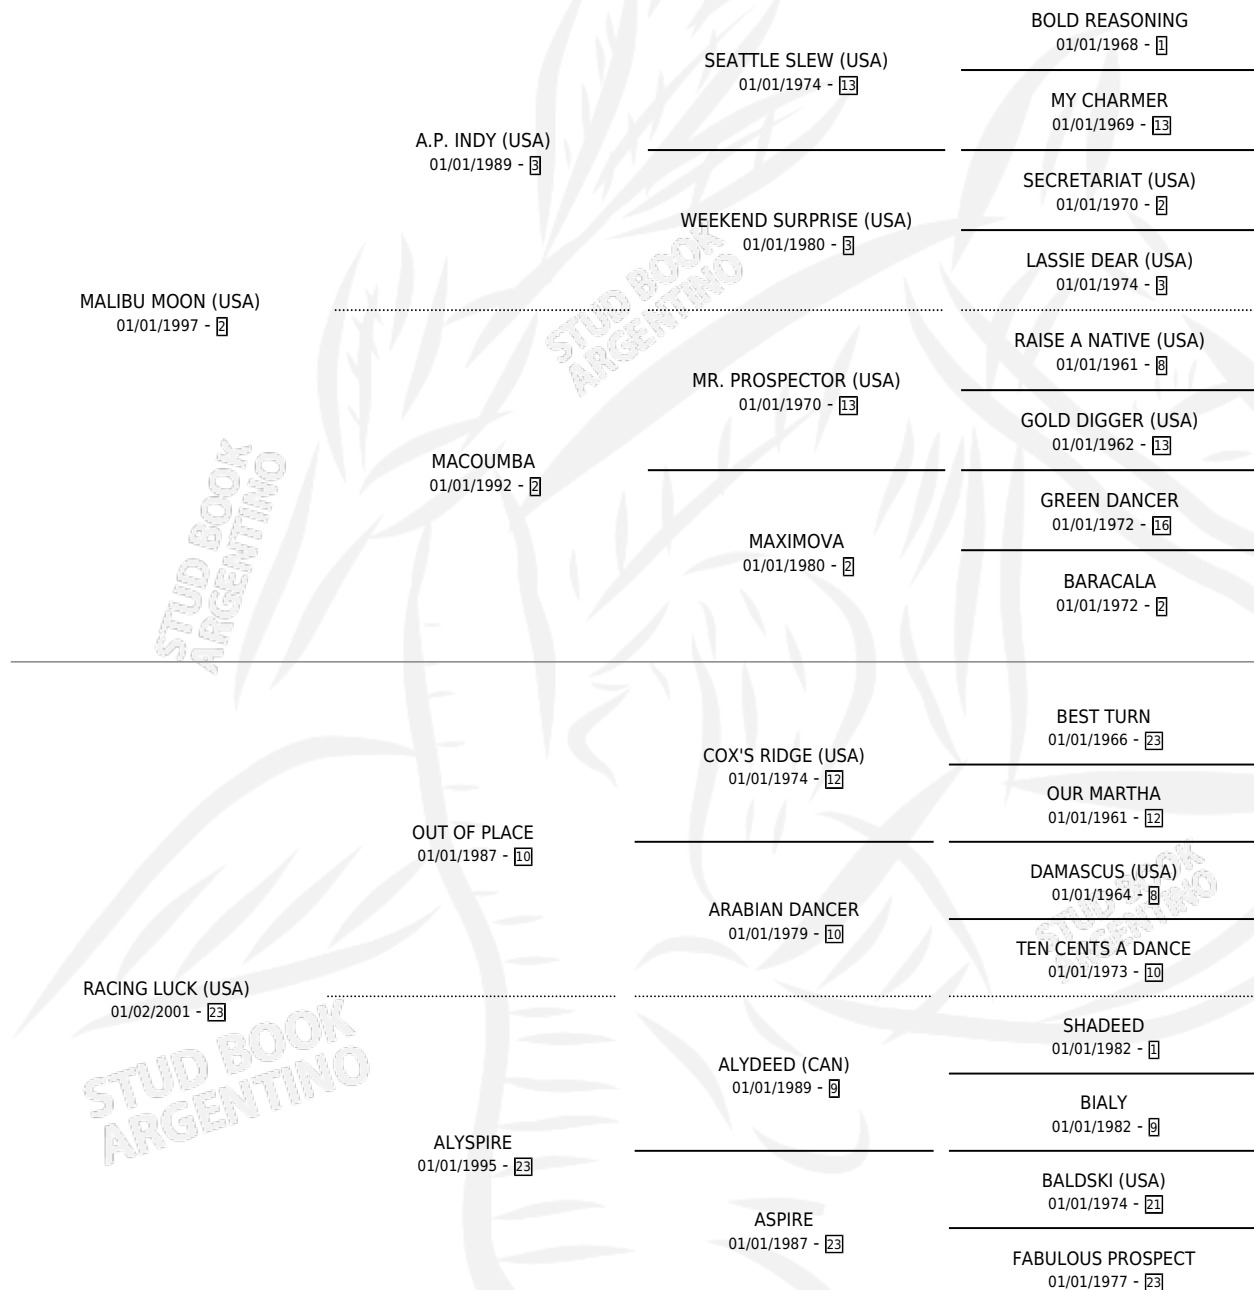 BOLD REASONING
01/01/1968 - 1
SEATTLE SLEW (USA)
01/01/1974 - 13
MY CHARMER
01/01/1969 - 13
A.P. INDY (USA)
01/01/1989 - 3
SECRETARIAT (USA)
01/01/1970 - 2
WEEKEND SURPRISE (USA)
01/01/1980 - 3
LASSIE DEAR (USA)
01/01/1974 - 3
MALIBU MOON (USA)
01/01/1997 - 2
RAISE A NATIVE (USA)
01/01/1961 - 8
MR. PROSPECTOR (USA)
01/01/1970 - 13
GOLD DIGGER (USA)
01/01/1962 - 13
MACOUMBA
01/01/1992 - 2
GREEN DANCER
01/01/1972 - 16
MAXIMOVA
01/01/1980 - 2
BARACALA
01/01/1972 - 2
BEST TURN
01/01/1966 - 23
COX'S RIDGE (USA)
01/01/1974 - 12
OUR MARTHA
01/01/1961 - 12
OUT OF PLACE
01/01/1987 - 10
DAMASCUS (USA)
01/01/1964 - 8
ARABIAN DANCER
01/01/1979 - 10
TEN CENTS A DANCE
01/01/1973 - 10
RACING LUCK (USA)
01/02/2001 - 23
SHADEED
01/01/1982 - 1
ALYDEED (CAN)
01/01/1989 - 9
BIALY
01/01/1982 - 9
ALYSPIRE
01/01/1995 - 23
BALDSKI (USA)
01/01/1974 - 21
ASPIRE
01/01/1987 - 23
FABULOUS PROSPECT
01/01/1977 - 23
STUD BOOK
ARGENTINO
STUD BOOK
ARGENTINO
STUD BOOK
ARGENTINO
STUD BOOK
ARGENTINO